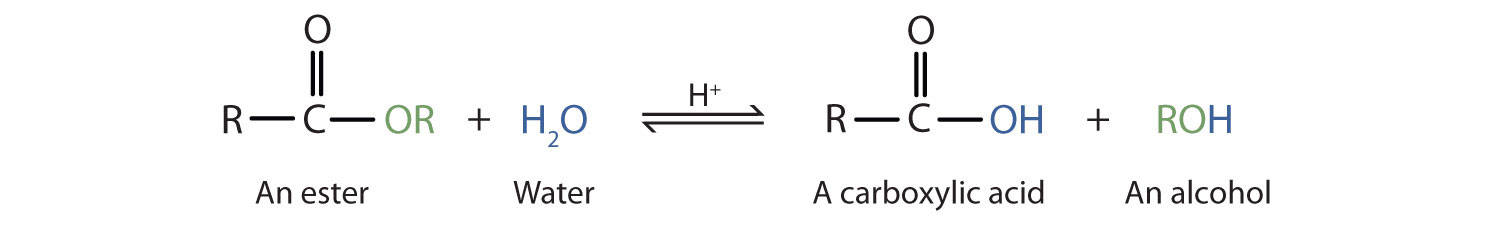 O O
H⁺
R C OR + H₂O R C OH + ROH
An ester Water A carboxylic acid An alcohol